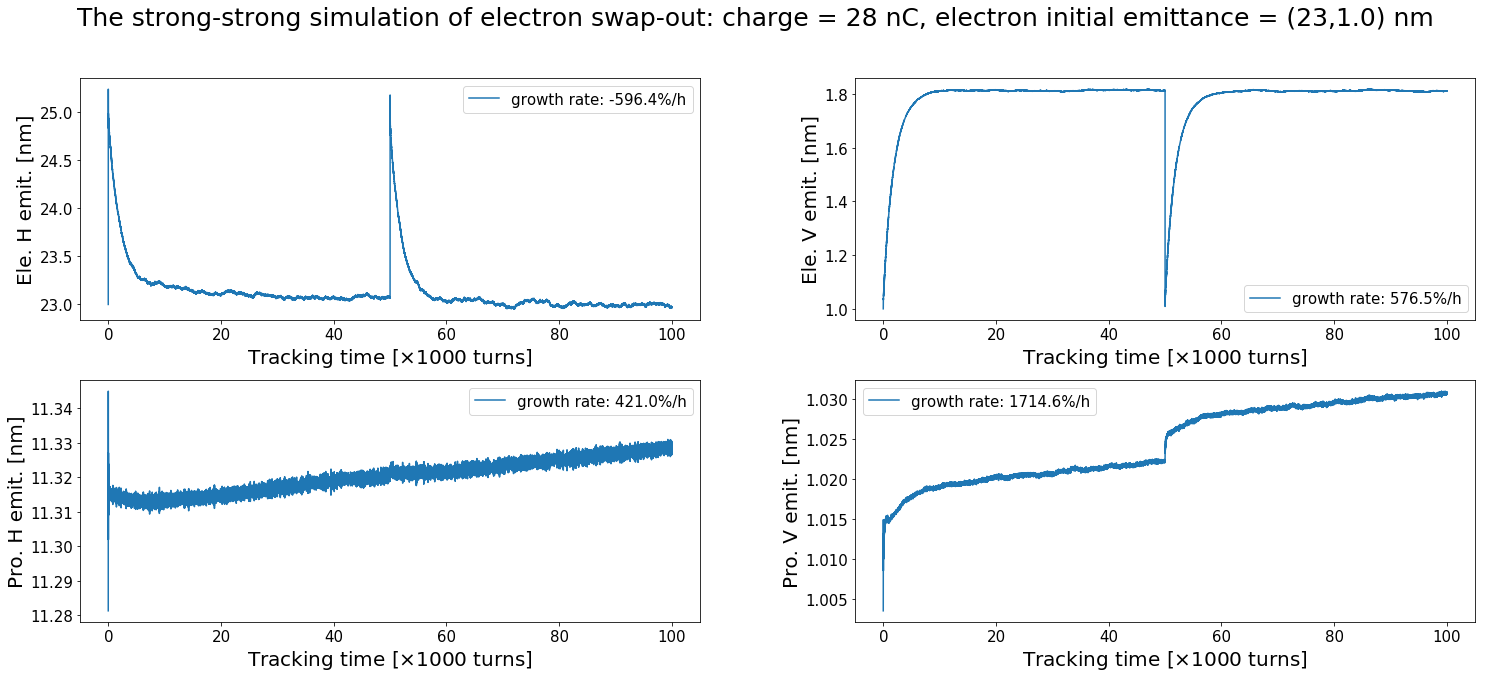 The strong-strong simulation of electron swap-out: charge = 28 nC, electron initial emittance = (23,1.0) nm
growth rate: -596.4%/h
Ele. H emit. [nm]
25.0
24.5
24.0
23.5
23.0
0 20 40 60 80 100
Tracking time [×1000 turns]
growth rate: 576.5%/h
Ele. V emit. [nm]
1.8
1.6
1.4
1.2
1.0
0 20 40 60 80 100
Tracking time [×1000 turns]
growth rate: 421.0%/h
Pro. H emit. [nm]
11.34
11.33
11.32
11.31
11.30
11.29
11.28
0 20 40 60 80 100
Tracking time [×1000 turns]
growth rate: 1714.6%/h
Pro. V emit. [nm]
1.030
1.025
1.020
1.015
1.010
1.005
0 20 40 60 80 100
Tracking time [×1000 turns]